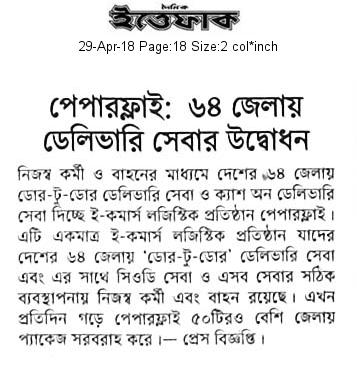 দৈনিক
ইত্তেফাক
29-Apr-18 Page:18 Size:2 col*inch
পেপারফ্লাই: ৬৪ জেলায়
ডেলিভারি সেবার উদ্বোধন
নিজস্ব কর্মী ও বাহনের মাধ্যমে দেশের ৬৪ জেলায়
ডোর-টু-ডোর ডেলিভারি সেবা ও ক্যাশ অন ডেলিভারি
সেবা দিচ্ছে ই-কমার্স লজিস্টিক প্রতিষ্ঠান পেপারফ্লাই।
এটি একমাত্র ই-কমার্স লজিস্টিক প্রতিষ্ঠান যাদের
দেশের ৬৪ জেলায় ‘ডোর-টু-ডোর’ ডেলিভারি সেবা
এবং এর সাথে সিওডি সেবা ও এসব সেবার সঠিক
ব্যবস্থাপনায় নিজস্ব কর্মী এবং বাহন রয়েছে। এখন
প্রতিদিন গড়ে পেপারফ্লাই ৫০টিরও বেশি জেলায়
প্যাকেজ সরবরাহ করে।— প্রেস বিজ্ঞপ্তি।